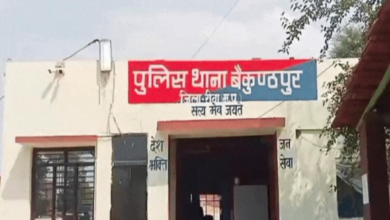 पुलिस थाना बैकुण्ठपुर
जिला-रीवा म.प्र.
सत्य मेव जयते
देश
भक्ति
जन
सेवा